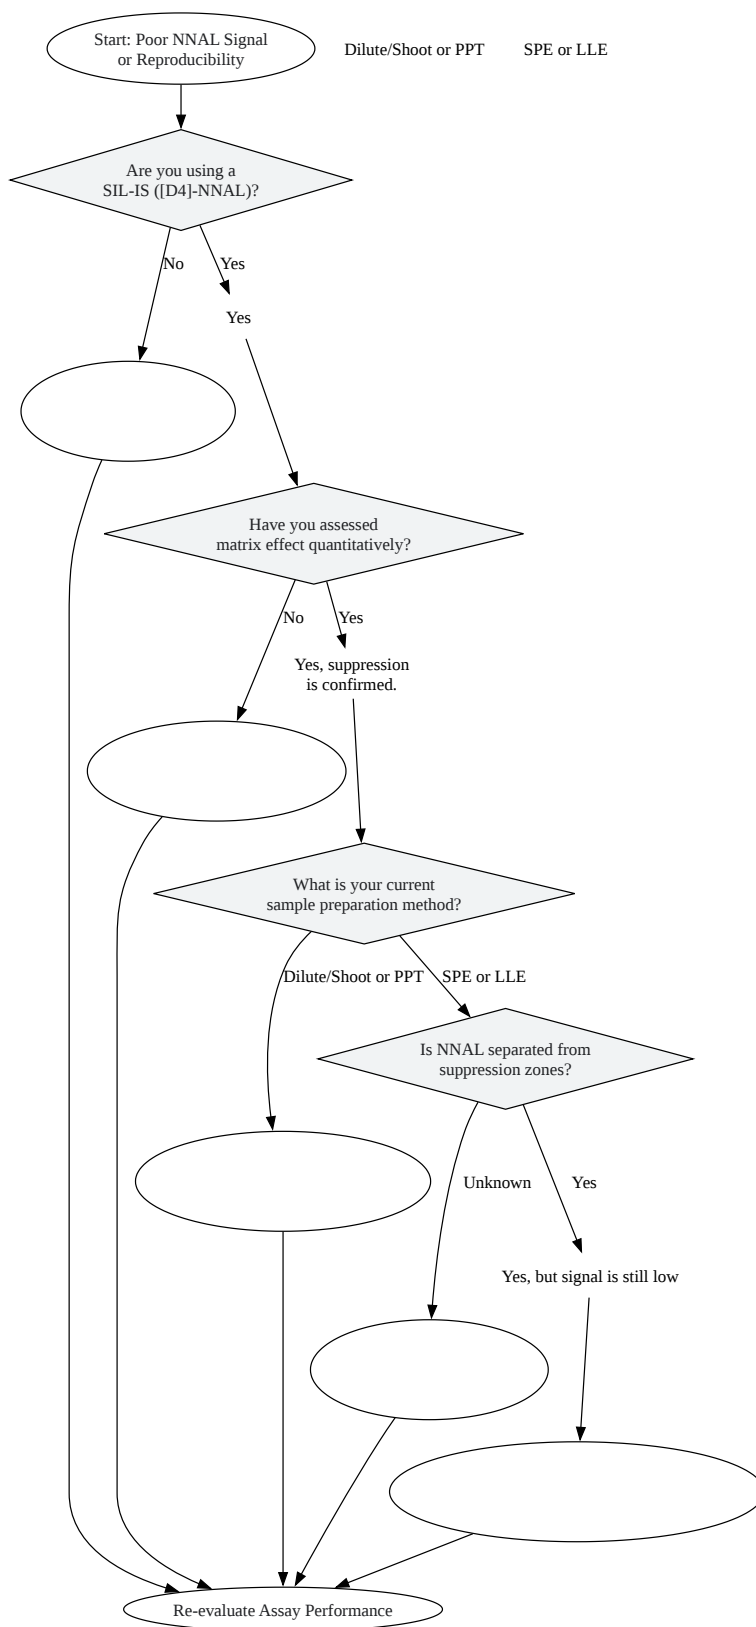 Start: Poor NNAL Signal
or Reproducibility
Dilute/Shoot or PPT
SPE or LLE
Are you using a
SIL-IS ([D4]-NNAL)?
No
Yes
Yes
Have you assessed
matrix effect quantitatively?
No
Yes
Yes, suppression
is confirmed.
What is your current
sample preparation method?
Dilute/Shoot or PPT
SPE or LLE
Is NNAL separated from
suppression zones?
Unknown
Yes
Yes, but signal is still low
Re-evaluate Assay Performance